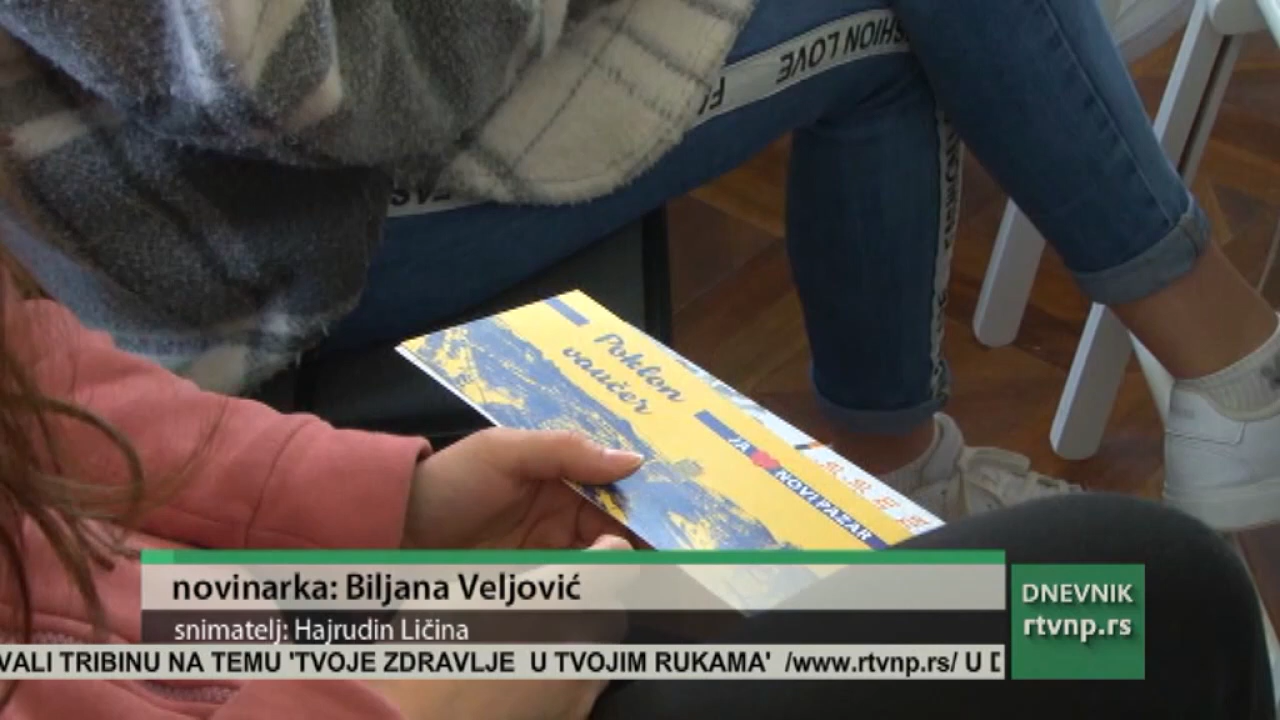 FASHION LOVE
FASHION
Poklon
vaučer
JA NOVI PAZAR
novinarka: Biljana Veljović
snimatelj: Hajrudin Ličina
DNEVNIK
rtvnp.rs
VALI TRIBINU NA TEMU 'TVOJE ZDRAVLJE U TVOJIM RUKAMA' /www.rtvnp.rs/ U